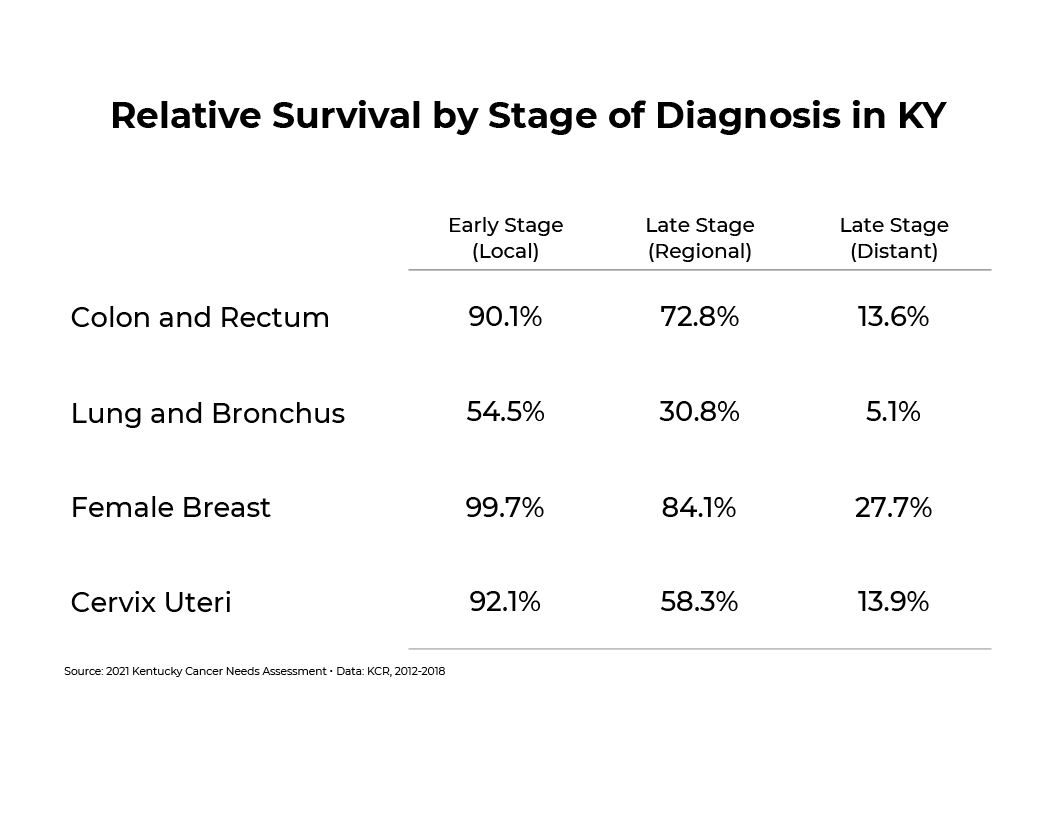 Relative Survival by Stage of Diagnosis in KY
Early Stage Late Stage Late Stage
(Local) (Regional) (Distant)
Colon and Rectum 90.1% 72.8% 13.6%
Lung and Bronchus 54.5% 30.8% 5.1%
Female Breast 99.7% 84.1% 27.7%
Cervix Uteri 92.1% 58.3% 13.9%
Source: 2021 Kentucky Cancer Needs Assessment • Data: KCR, 2012-2018